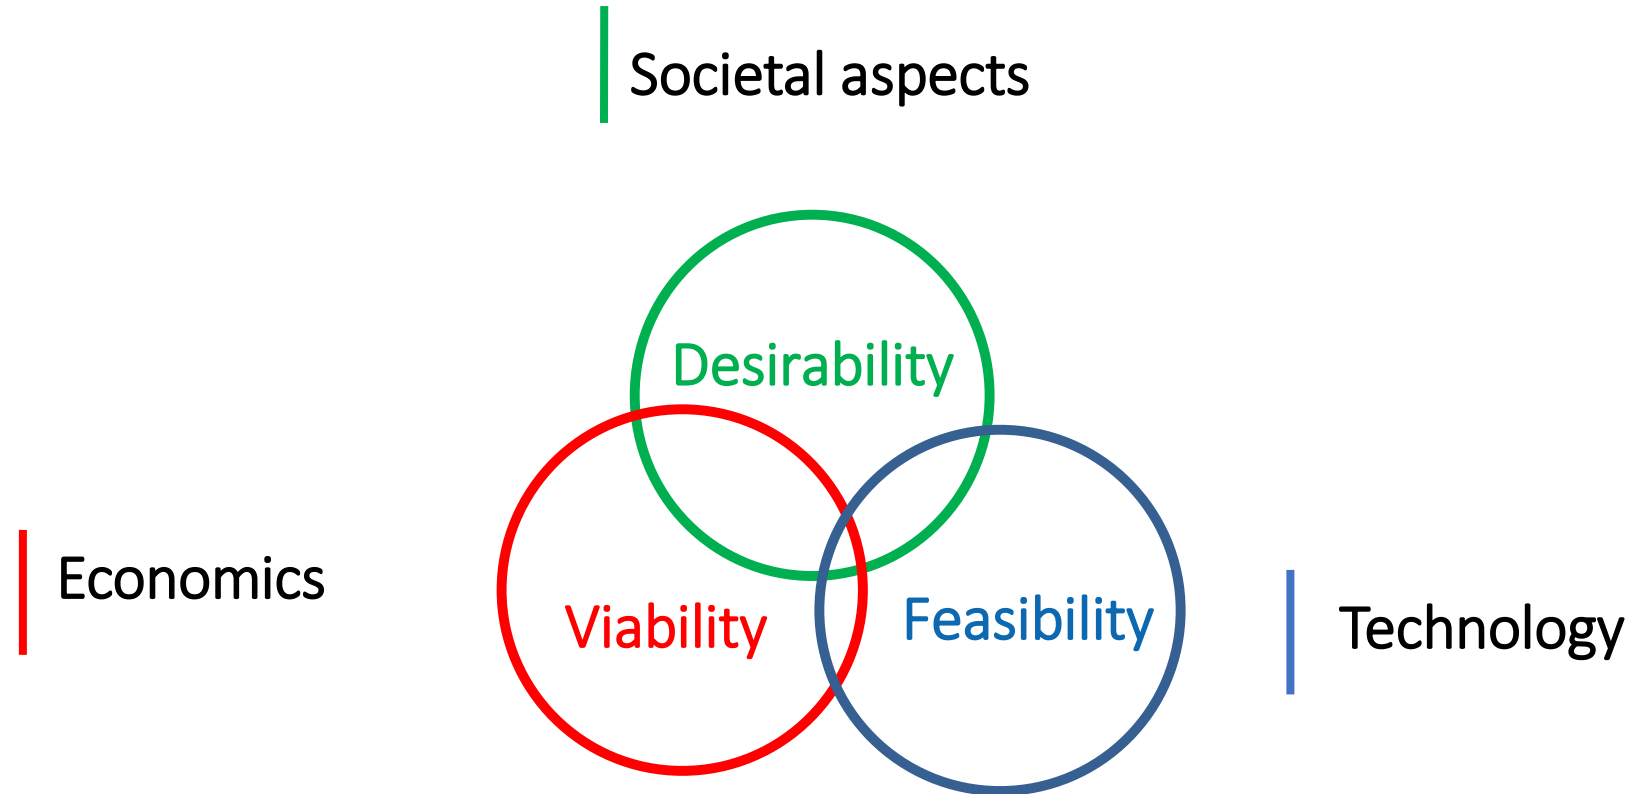 Societal aspects
Desirability
Economics
Viability
Feasibility
Technology